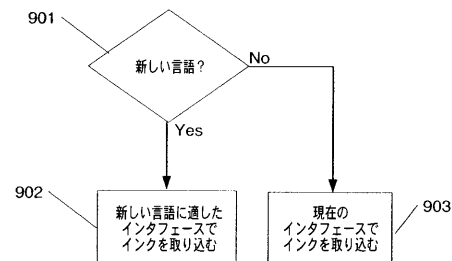 901
新しい言語？
No
Yes
902
新しい言語に適した
インタフェースで
インクを取り込む
現在の
インタフェースで
インクを取り込む
903